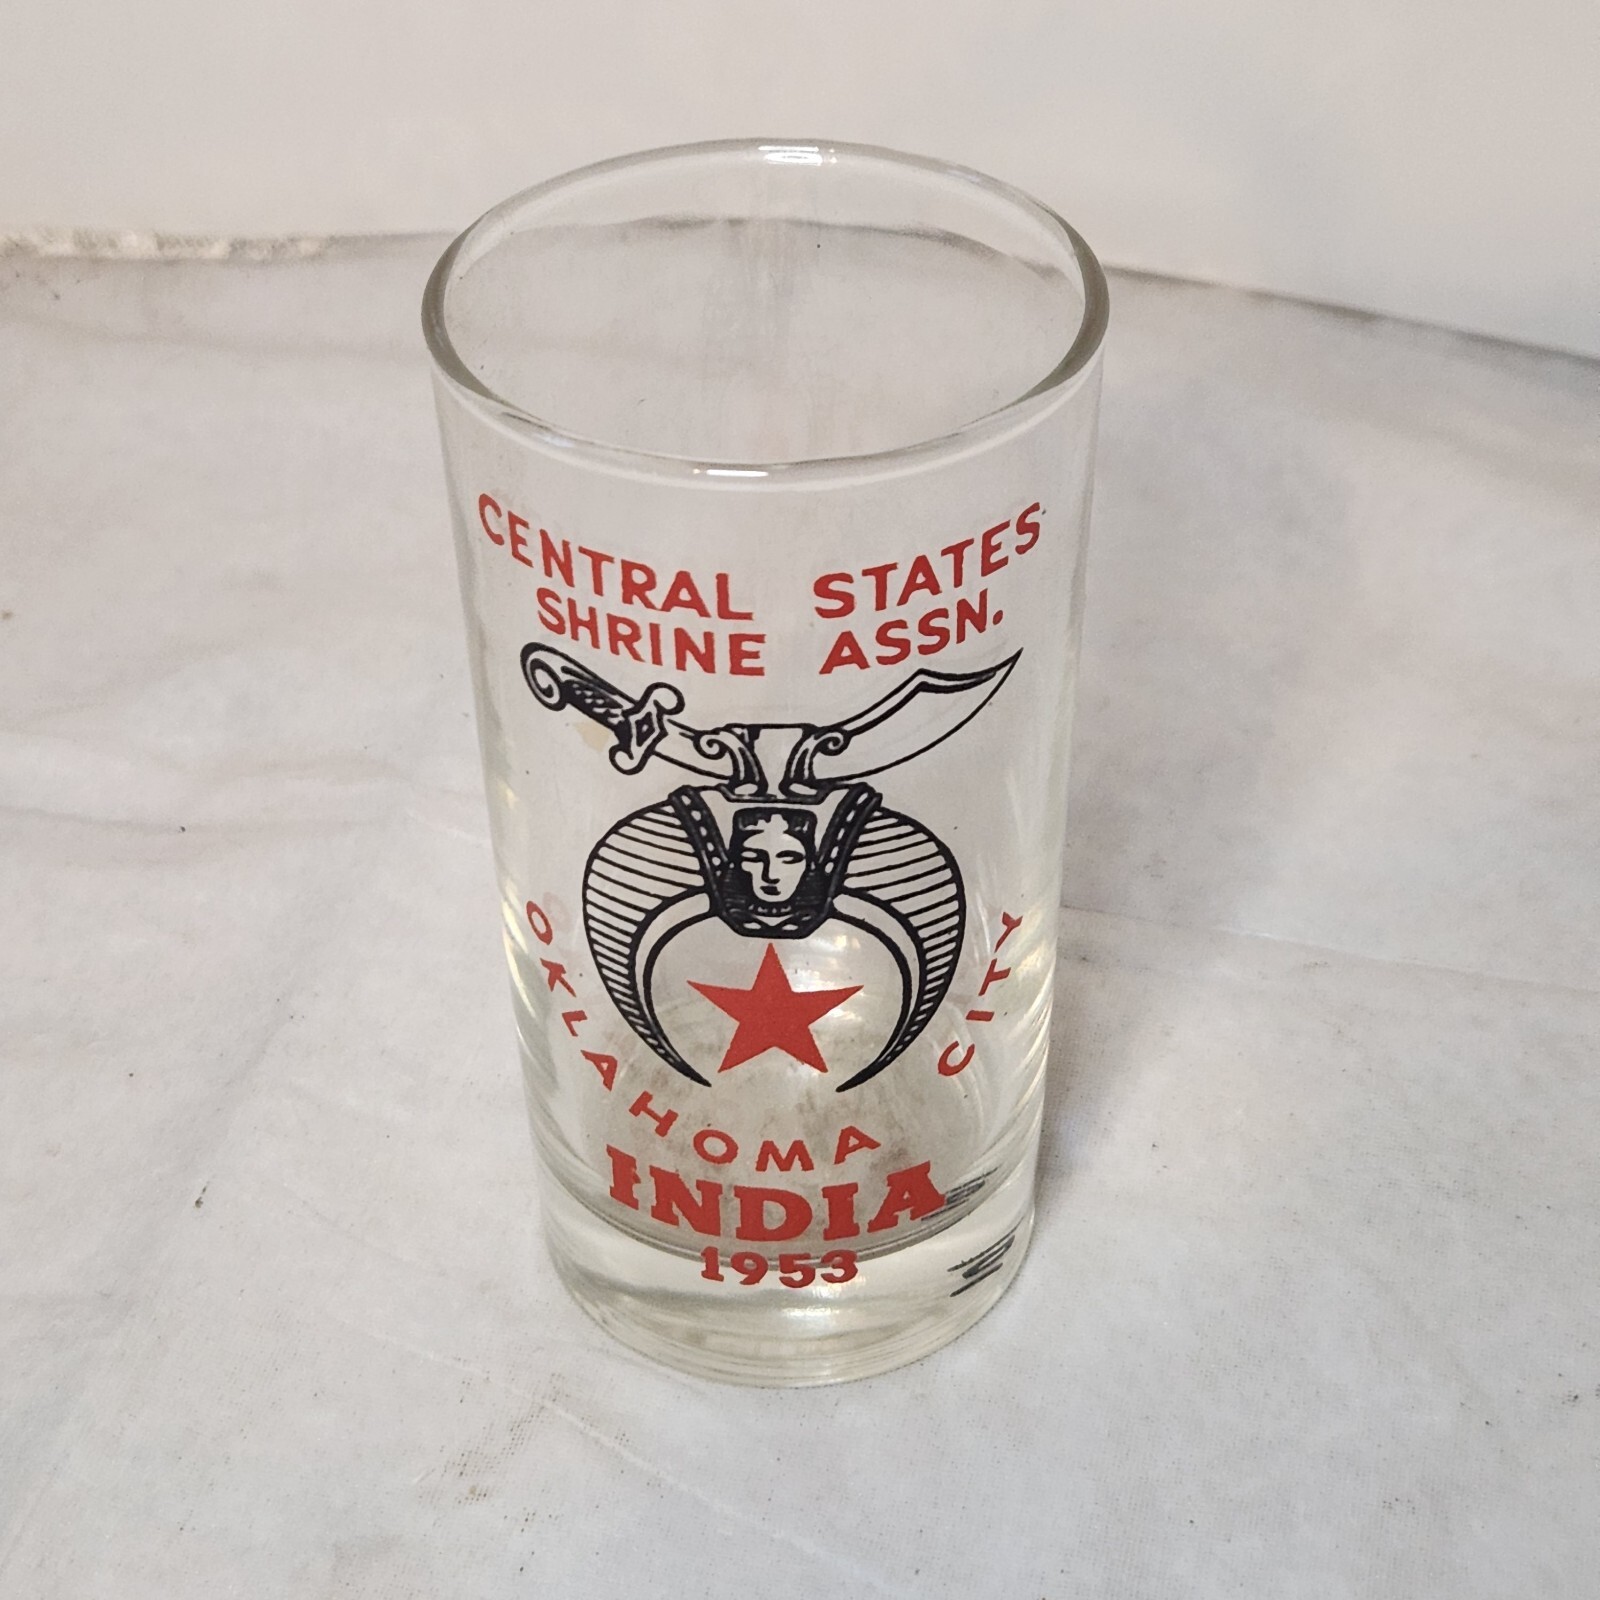 CENTRAL STATES
SHRINE ASSN.
OKLAHOMA CITY
INDIA
1953